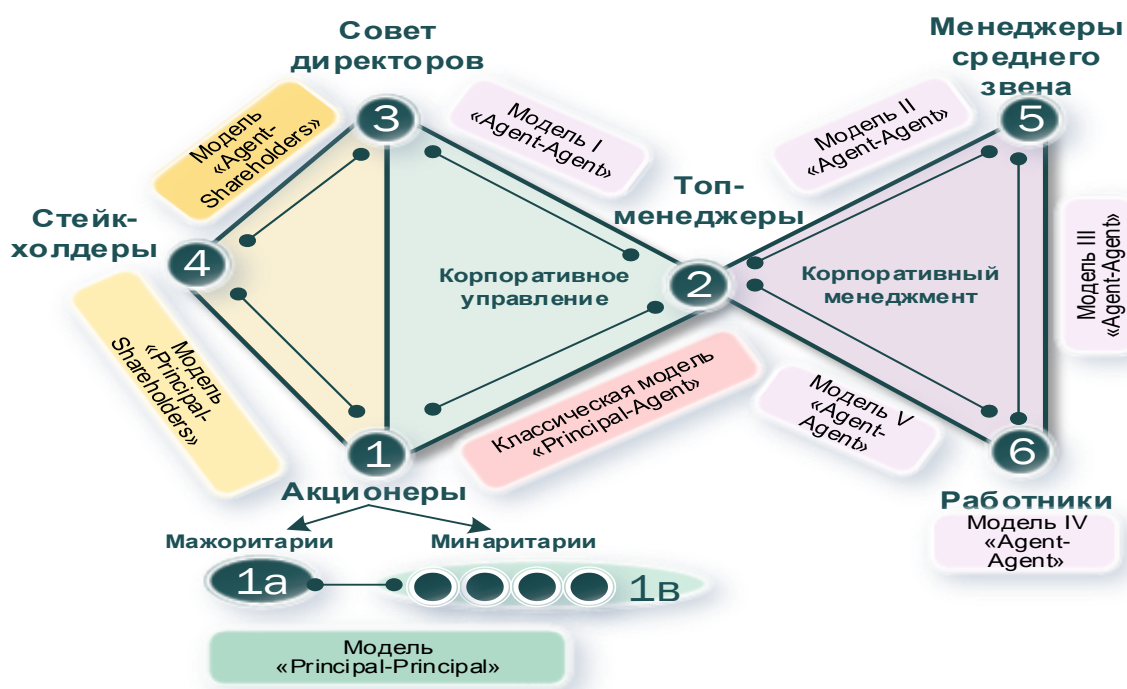 Совет
директоров
Менеджеры
среднего
звена
3
5
Модель
«Agent-
Shareholders»
Модель I
«Agent-Agent»
Модель II
«Agent-Agent»
Топ-
менеджеры
Стейк-
холдеры
4
2
Корпоративное
управление
Корпоративный
менеджмент
Модель III
«Agent-Agent»
Модель
«Principal-
Shareholders»
Классическая модель
«Principal-Agent»
Модель V
«Agent-
Agent»
1
6
Акционеры
Работники
Модель IV
«Agent-
Agent»
Мажоритарии
Минаритарии
1а
1в
Модель
«Principal-Principal»